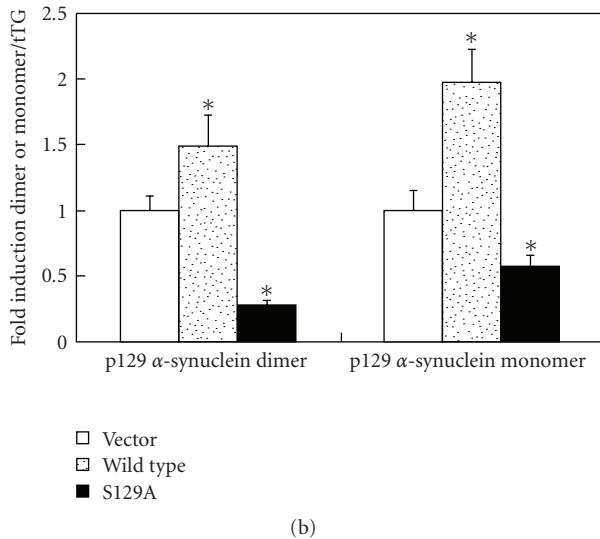 Fold induction dimer or monomer/tTG
2.5
2
1.5
1
0.5
0
*
*
*
*
p129 α-synuclein dimer
p129 α-synuclein monomer
Vector
Wild type
S129A
(b)